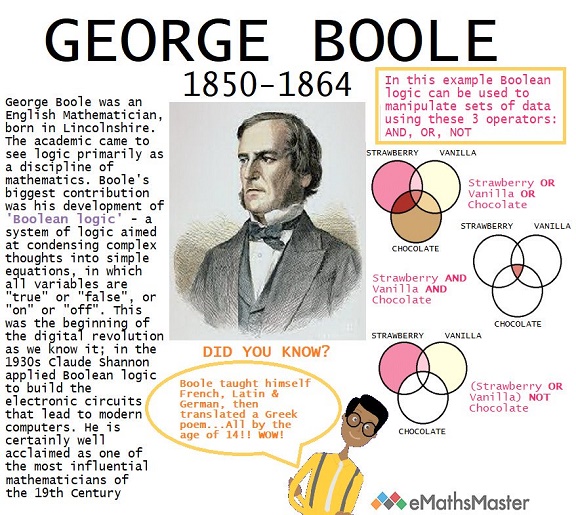 GEORGE BOOLE
1850-1864
George Boole was an
English Mathematician,
born in Lincolnshire.
The academic came to
see logic primarily as
a discipline of
mathematics. Boole's
biggest contribution
was his development of
'Boolean logic' - a
system of logic aimed
at condensing complex
thoughts into simple
equations, in which
all variables are
"true" or "false", or
"on" or "off". This
was the beginning of
the digital revolution
as we know it; in the
1930s Claude Shannon
applied Boolean logic
to build the
electronic circuits
that lead to modern
computers. He is
certainly well
acclaimed as one of
the most influential
mathematicians of
the 19th Century
DID YOU KNOW?
Boole taught himself
French, Latin &
German, then
translated a Greek
poem...All by the
age of 14!! WOW!
In this example Boolean
logic can be used to
manipulate sets of data
using these 3 operators:
AND, OR, NOT
STRAWBERRY VANILLA
CHOCOLATE
Strawberry OR
Vanilla OR
Chocolate
STRAWBERRY VANILLA
CHOCOLATE
Strawberry AND
Vanilla AND
Chocolate
STRAWBERRY VANILLA
CHOCOLATE
(Strawberry OR
Vanilla) NOT
Chocolate
eMathsMaster